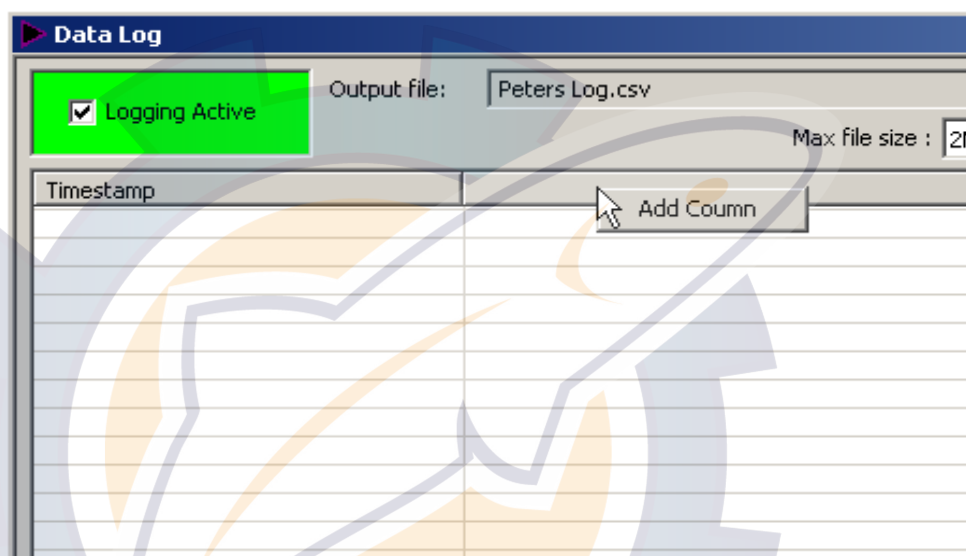 Data Log
Logging Active
Output file:
Peters Log.csv
Max file size :
Timestamp
Add Coumn